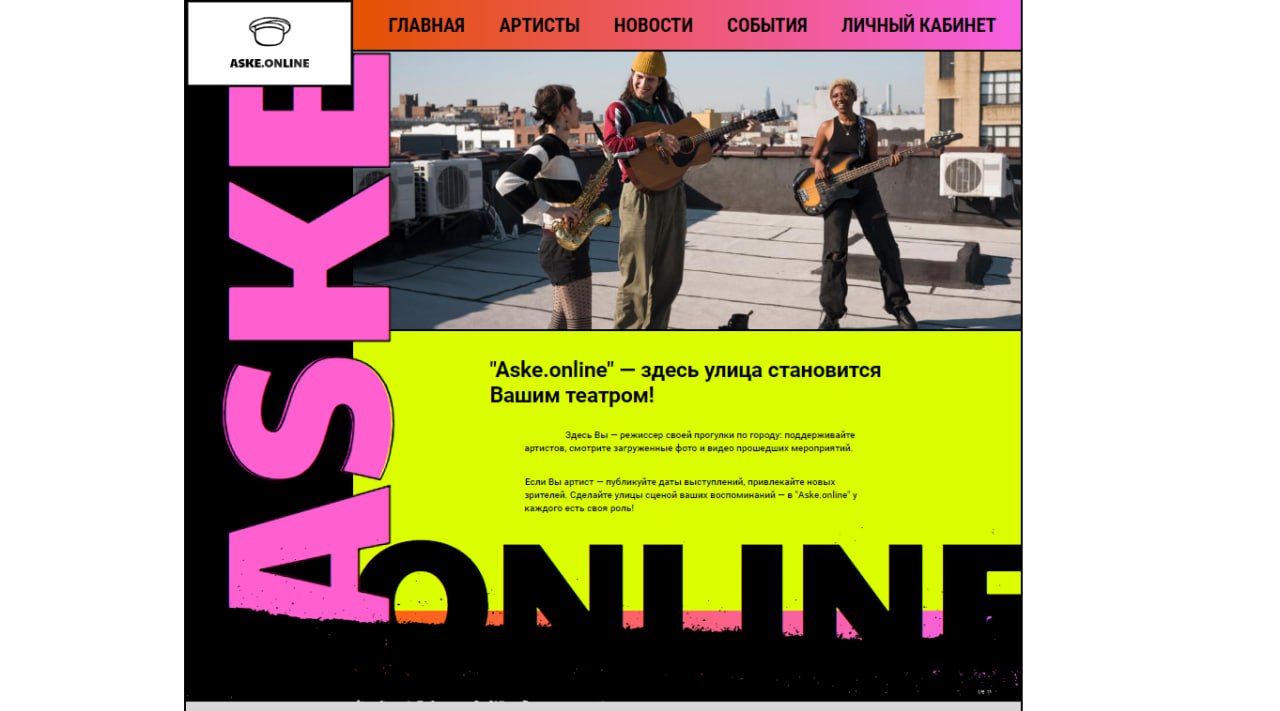 ASKE.ONLINE
ГЛАВНАЯ АРТИСТЫ НОВОСТИ СОБЫТИЯ ЛИЧНЫЙ КАБИНЕТ
ASKE
"Aske.online" — здесь улица становится
Вашим театром!
Здесь Вы — режиссер своей прогулки по городу: поддерживайте
артистов, смотрите загруженные фото и видео прошедших мероприятий.
Если Вы артист — публикуйте даты выступлений, привлекайте новых
зрителей. Сделайте улицы сценой ваших воспоминаний — в "Aske.online" у
каждого есть своя роль!
ONLINE